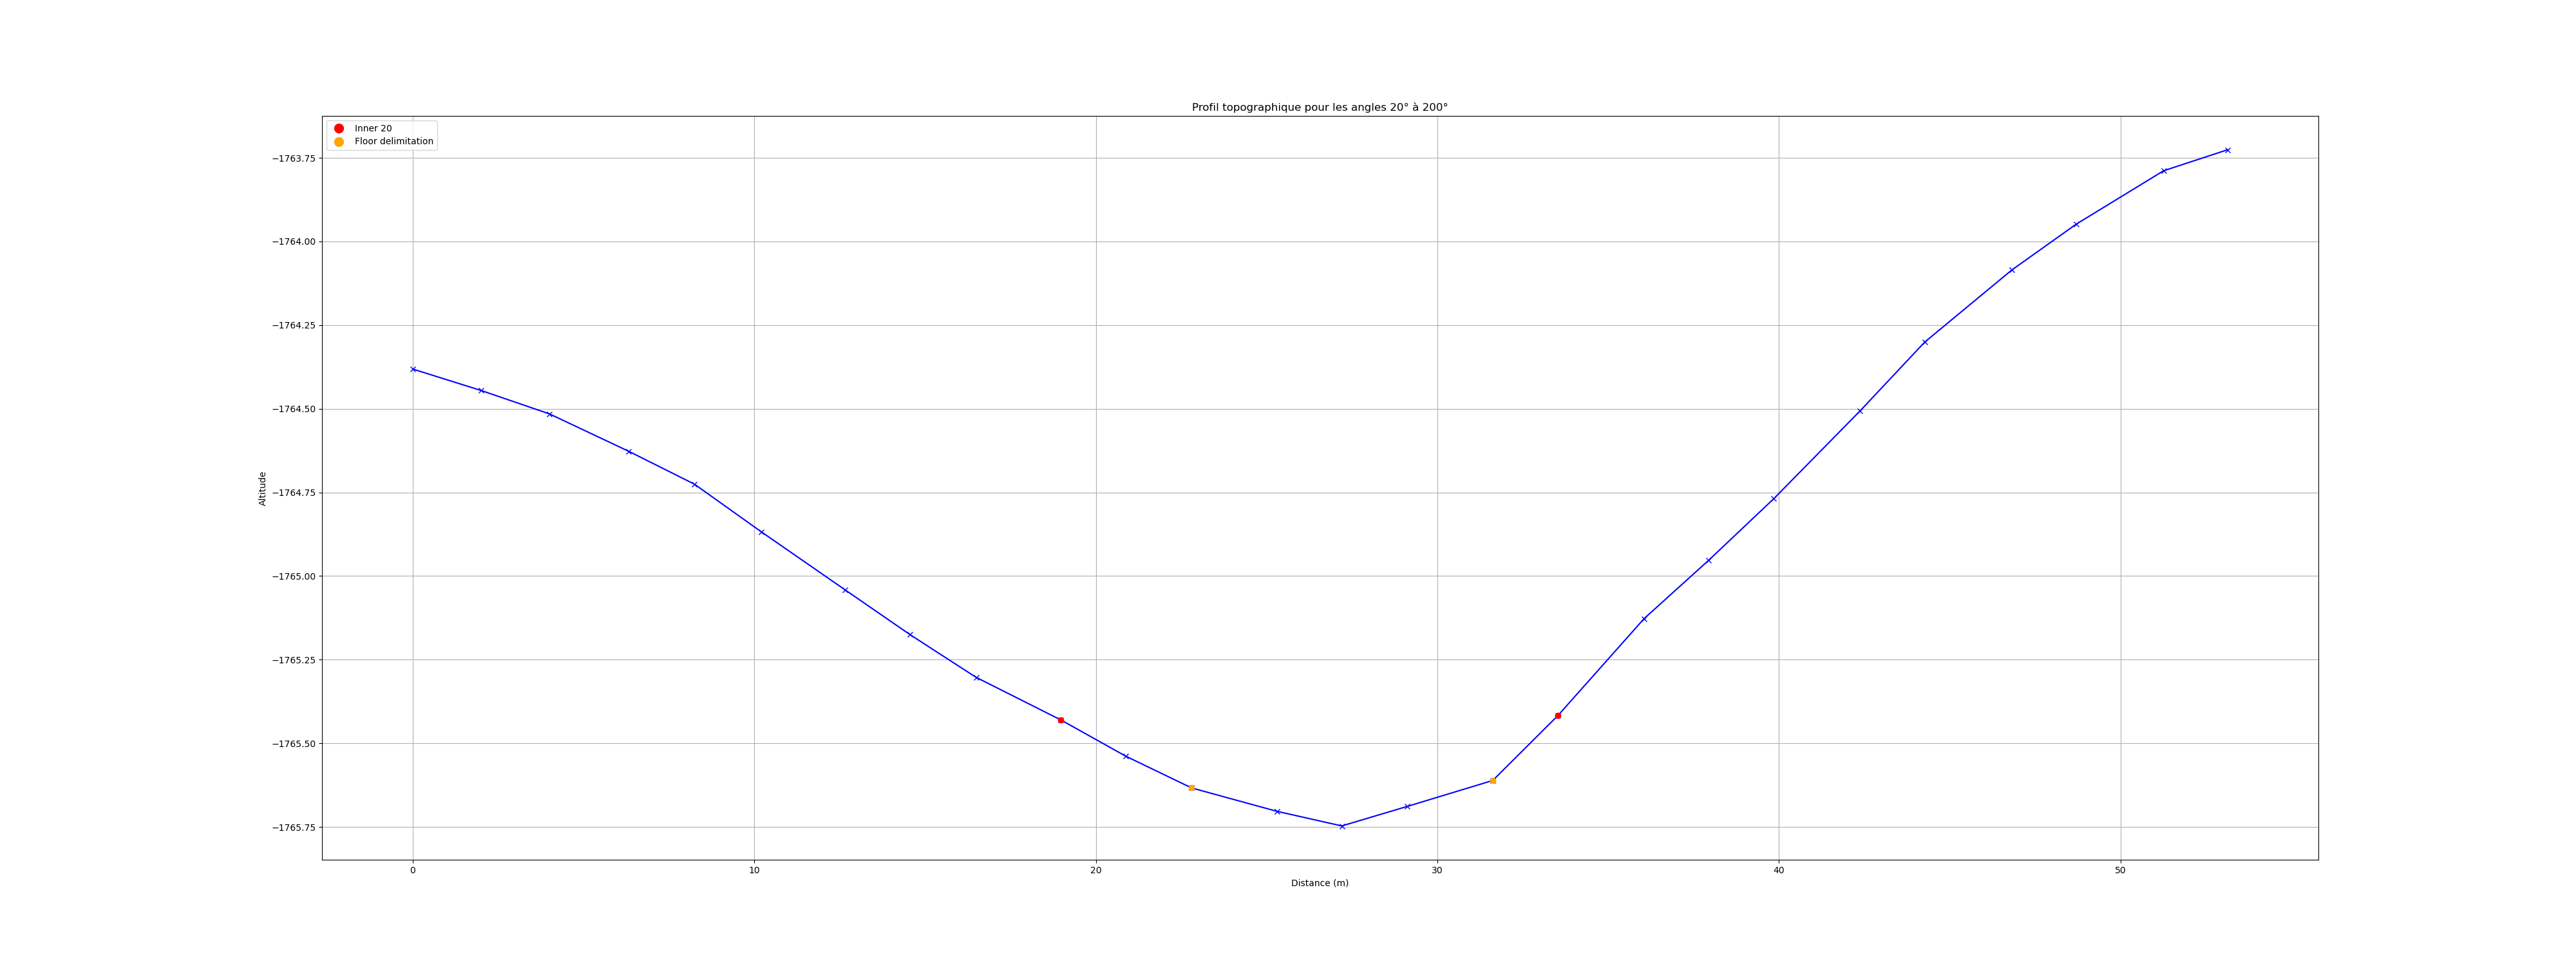 Profil topographique pour les angles 20° à 200°
Inner 20
Floor delimitation
−1763.75
−1764.00
−1764.25
−1764.50
−1764.75
−1765.00
−1765.25
−1765.50
−1765.75
Altitude
0 10 20 30 40 50
Distance (m)